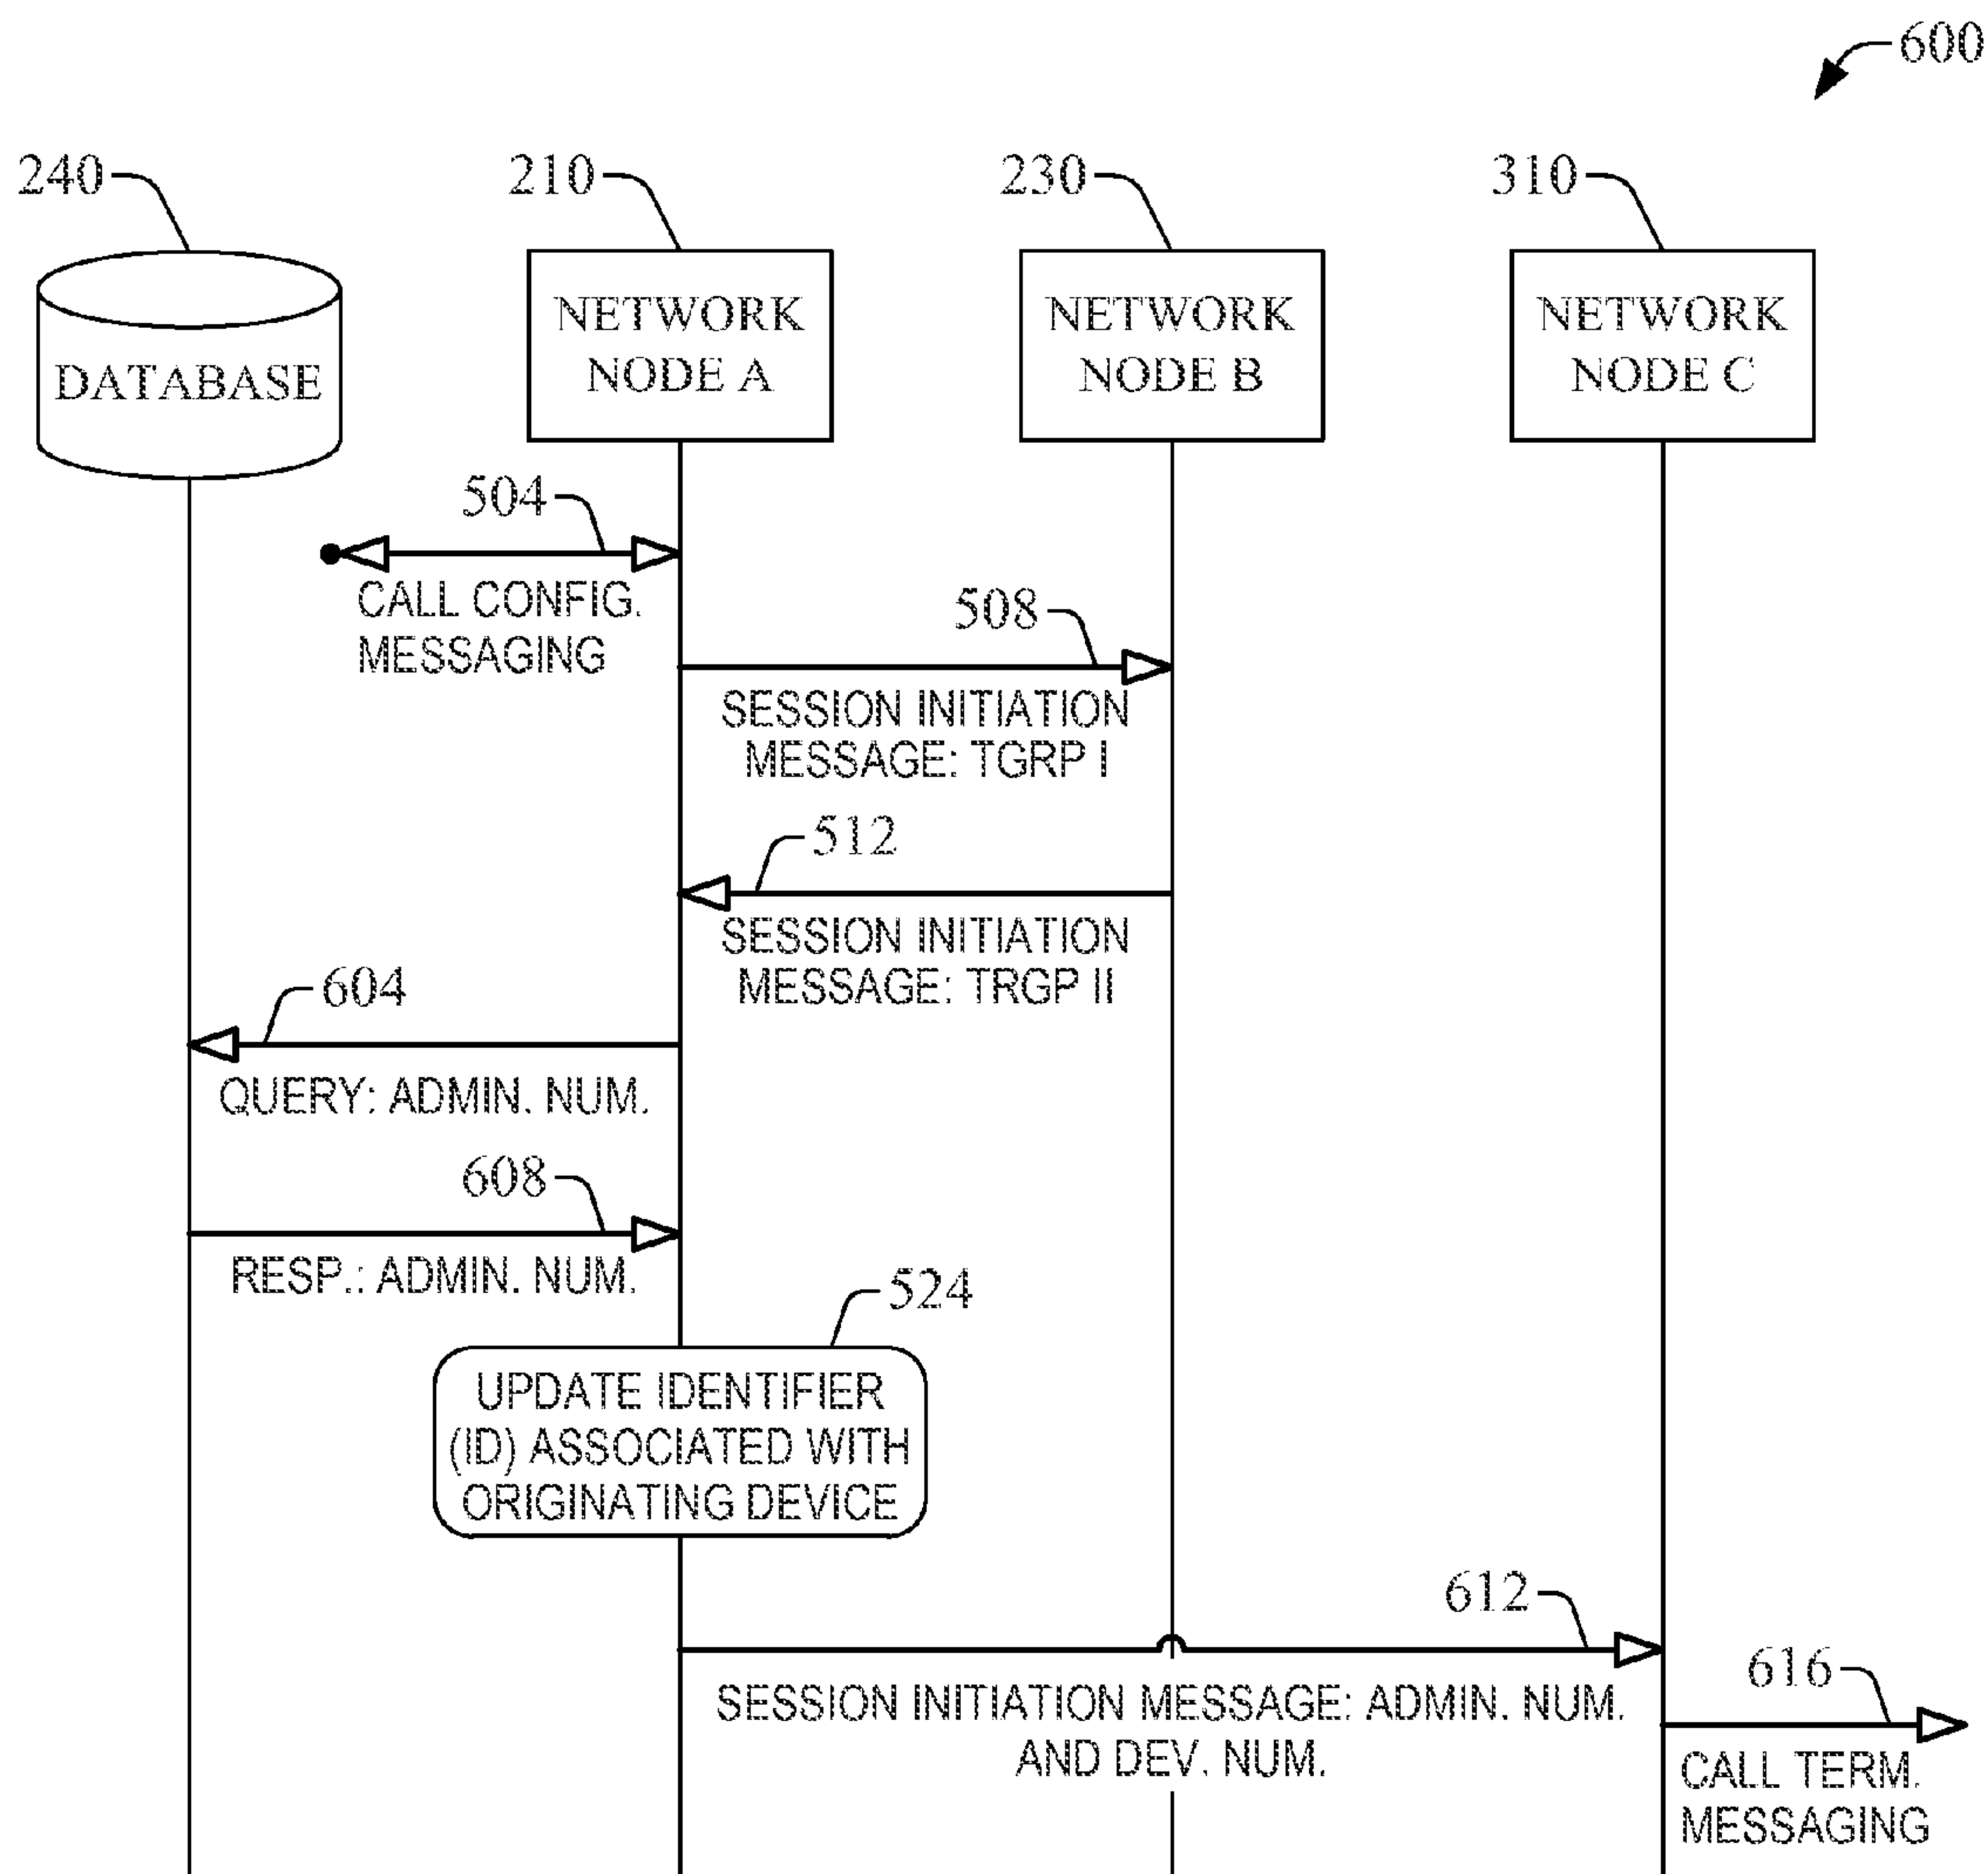 600
240
210
230
310
DATABASE
NETWORK
NODE A
NETWORK
NODE B
NETWORK
NODE C
504
CALL CONFIG.
MESSAGING
508
SESSION INITIATION
MESSAGE: TGRP I
512
SESSION INITIATION
MESSAGE: TRGP II
604
QUERY: ADMIN. NUM.
608
RESP.: ADMIN. NUM.
524
UPDATE IDENTIFIER
(ID) ASSOCIATED WITH
ORIGINATING DEVICE
612
SESSION INITIATION MESSAGE: ADMIN. NUM.
AND DEV. NUM.
616
CALL TERM.
MESSAGING